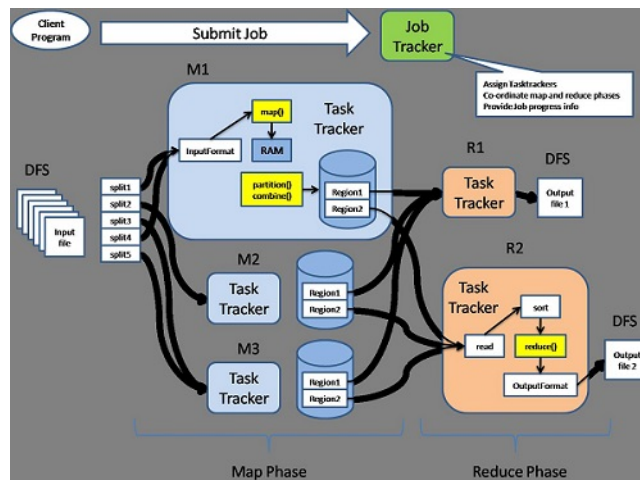 Client
Program
Submit Job
Job
Tracker
Assign Tasktrackers
Co-ordinate map and reduce phases
Provide Job progress info
M1
map()
Task
Tracker
InputFormat
RAM
partition()
combine()
Region1
Region2
DFS
Input
file
split1
split2
split3
split4
split5
M2
Task
Tracker
Region1
Region2
M3
Task
Tracker
Region1
Region2
Map Phase
R1
Task
Tracker
DFS
Output
file 1
R2
Task
Tracker
sort
read
reduce()
OutputFormat
DFS
Output
file 2
Reduce Phase